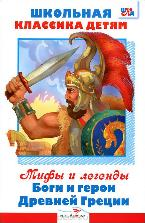 ШКОЛЬНАЯ
КЛАССИКА ДЕТЯМ
Мифы и легенды
Боги и герои
Древней Греции